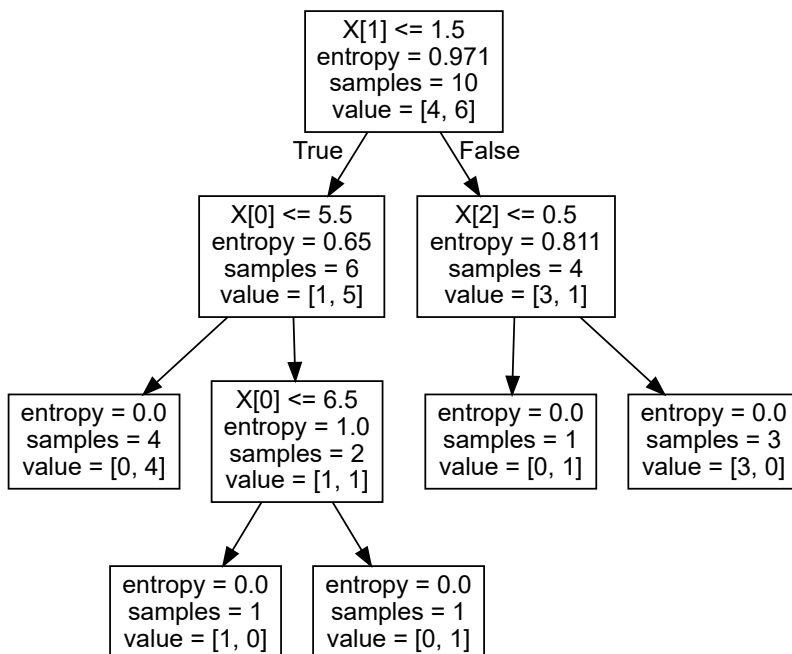 X[1] <= 1.5
entropy = 0.971
samples = 10
value = [4, 6]
True
False
X[0] <= 5.5
entropy = 0.65
samples = 6
value = [1, 5]
X[2] <= 0.5
entropy = 0.811
samples = 4
value = [3, 1]
entropy = 0.0
samples = 4
value = [0, 4]
X[0] <= 6.5
entropy = 1.0
samples = 2
value = [1, 1]
entropy = 0.0
samples = 1
value = [0, 1]
entropy = 0.0
samples = 3
value = [3, 0]
entropy = 0.0
samples = 1
value = [1, 0]
entropy = 0.0
samples = 1
value = [0, 1]